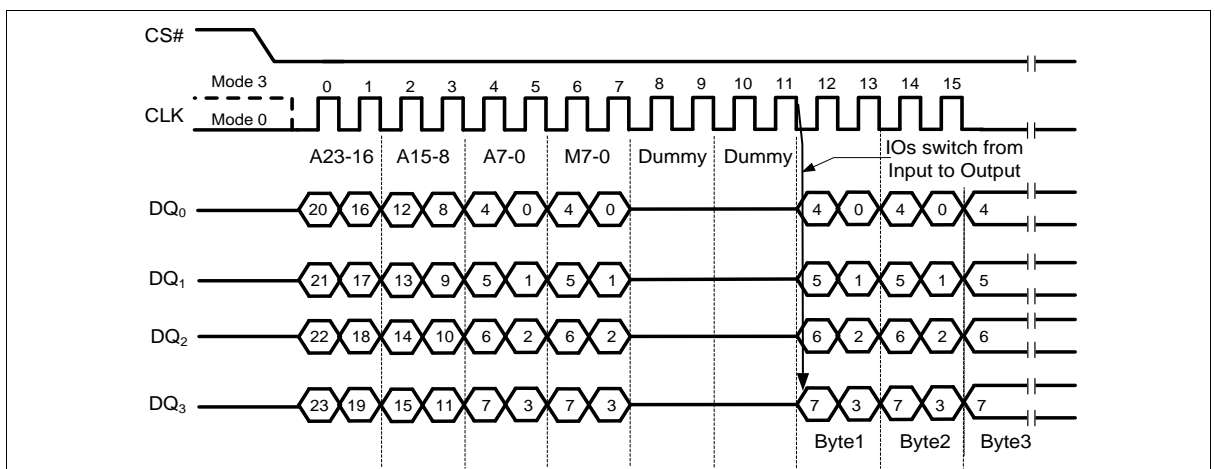 CS#
Mode 3
0 1 2 3 4 5 6 7 8 9 10 11 12 13 14 15
CLK
Mode 0
IOs switch from
Input to Output
A23-16 A15-8 A7-0 M7-0 Dummy Dummy
DQ0 20 16 12 8 4 0 4 0 4 0 4 0 4
DQ1 21 17 13 9 5 1 5 1 5 1 5 1 5
DQ2 22 18 14 10 6 2 6 2 6 2 6 2 6
DQ3 23 19 15 11 7 3 7 3 7 3 7 3 7
Byte1 Byte2 Byte3